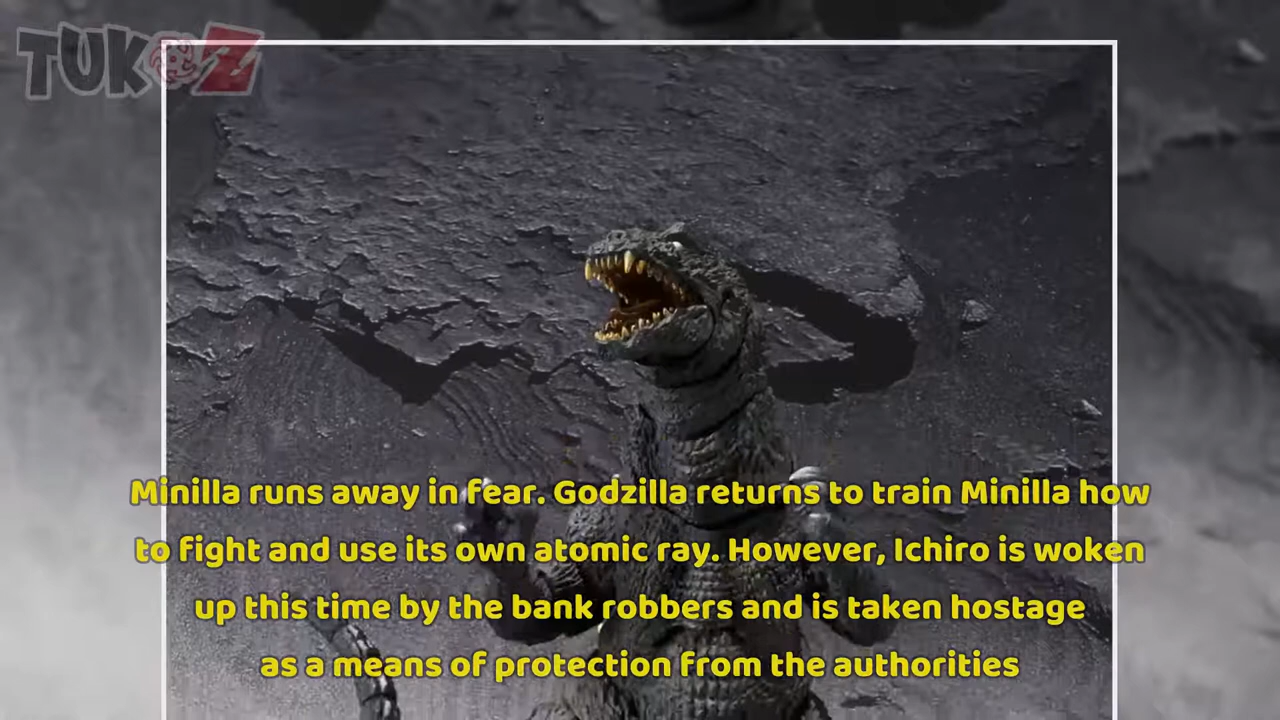 TUKOZ
Minilla runs away in fear. Godzilla returns to train Minilla how
to fight and use its own atomic ray. However, Ichiro is woken
up this time by the bank robbers and is taken hostage
as a means of protection from the authorities